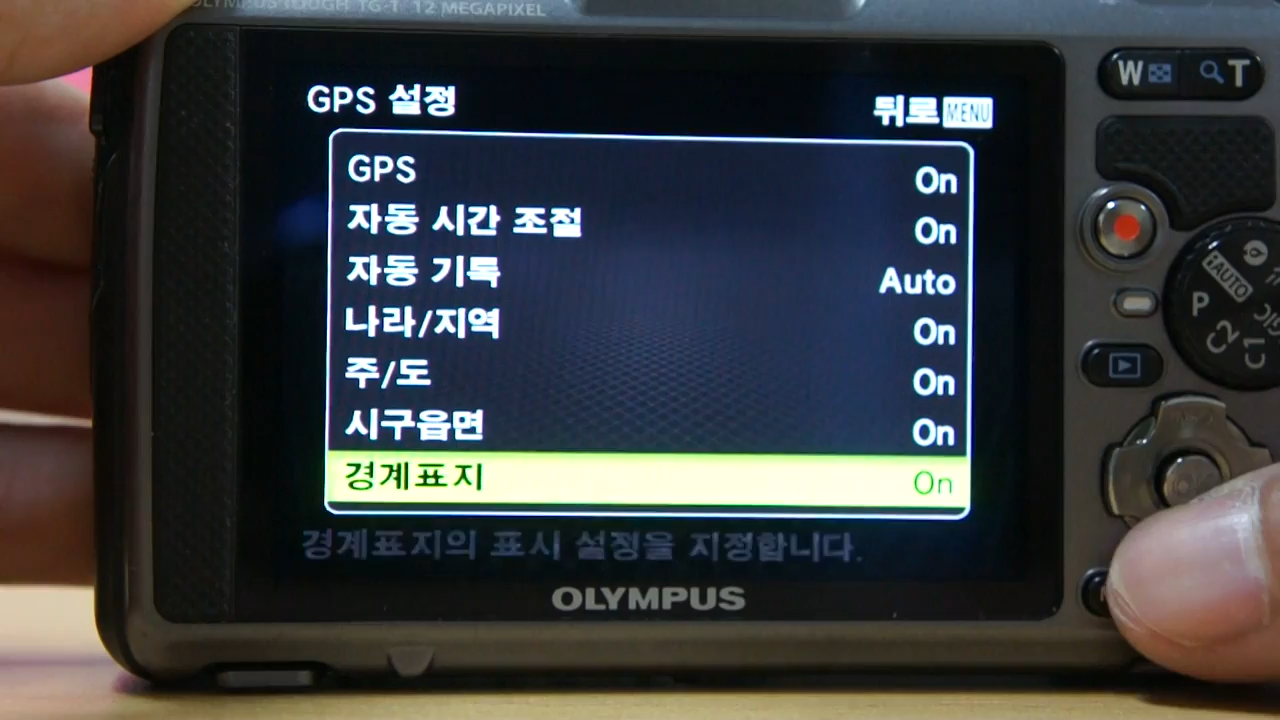 OLYMPUS TOUGH TG-1 12 MEGAPIXEL
GPS 설정
뒤로 MENU
GPS On
자동 시간 조절 On
자동 기록 Auto
나라/지역 On
주/도 On
시구읍면 On
경계표지 On
경계표지의 표시 설정을 지정합니다.
OLYMPUS
W T
iAUTO
P
C2
C1